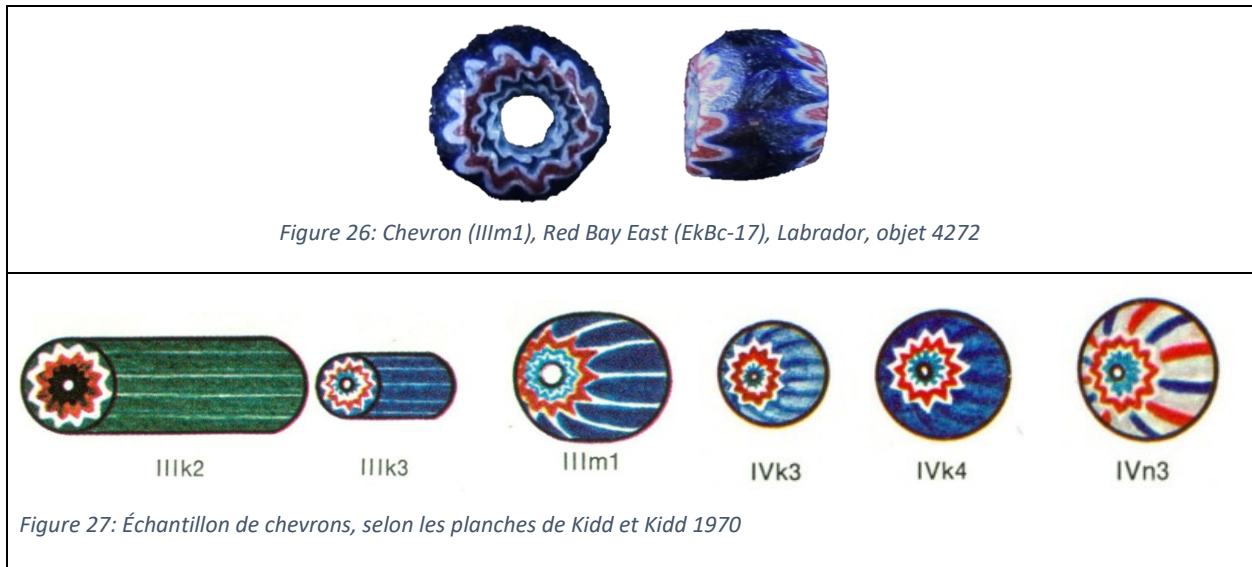 Figure 26: Chevron (IIIm1), Red Bay East (EkBc-17), Labrador, objet 4272
IIIk2
IIIk3
IIIm1
IVk3
IVk4
IVn3
Figure 27: Échantillon de chevrons, selon les planches de Kidd et Kidd 1970